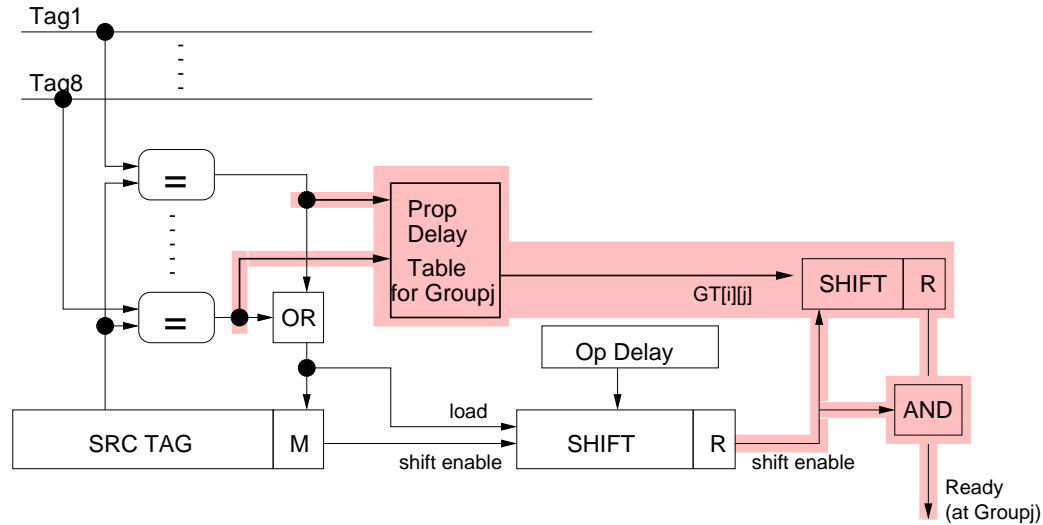 Tag1
Tag8
=
Prop
Delay
Table
for Groupj
GT[i][j]
SHIFT R
=
OR
Op Delay
AND
load
SRC TAG M
SHIFT R
shift enable
shift enable
Ready
(at Groupj)